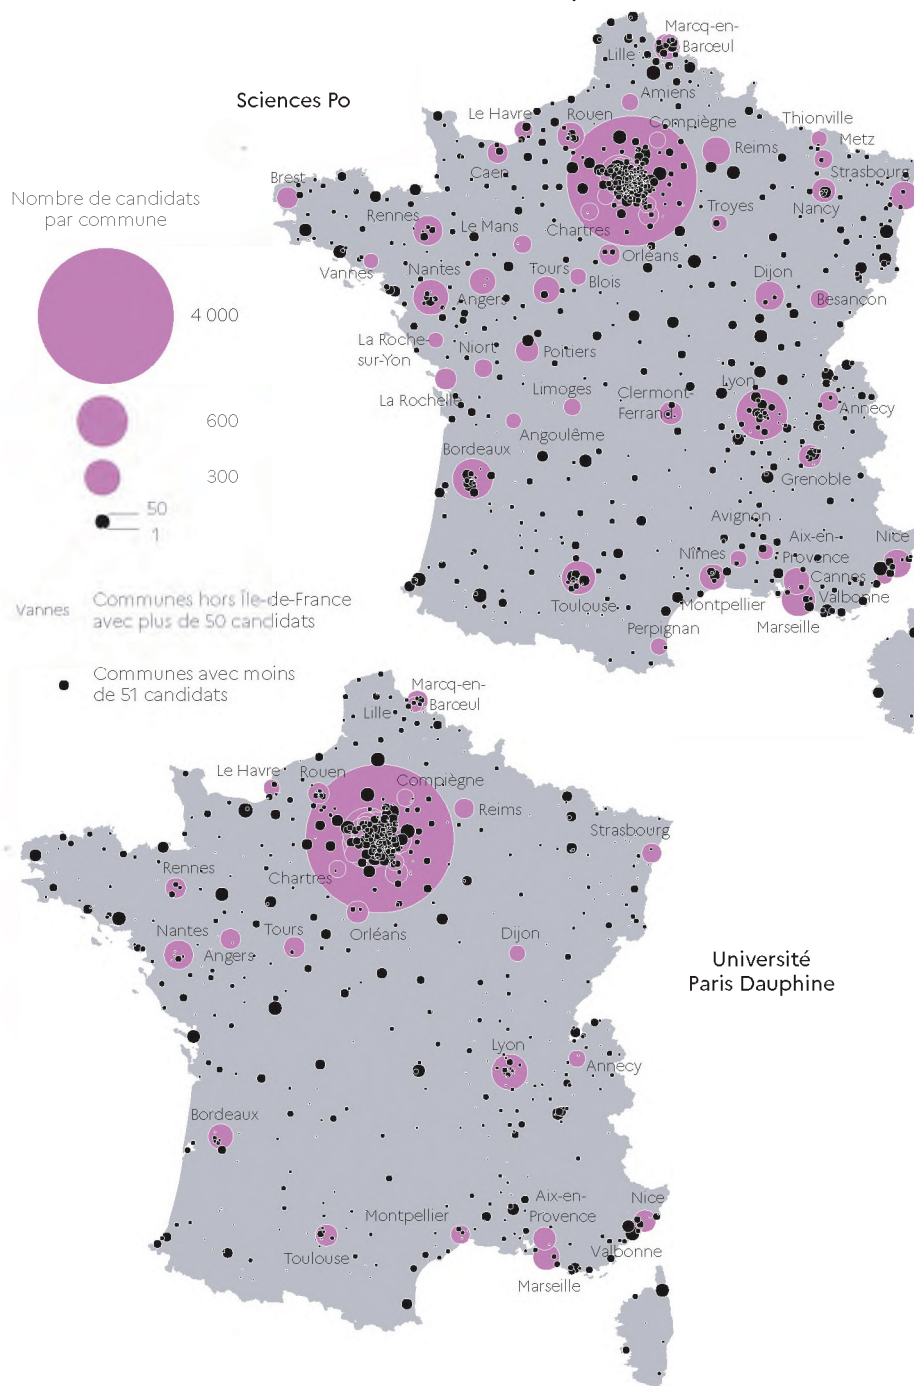 Sciences Po
Nombre de candidats
par commune
4 000
600
300
50
1
Vannes
Communes hors Île-de-France
avec plus de 50 candidats
Communes avec moins
de 51 candidats
Marcq-en-
Barœul
Lille
Amiens
Le Havre
Rouen
Compiègne
Thionville
Metz
Reims
Caen
Strasbourg
Brest
Nancy
Rennes
Le Mans
Chartres
Troyes
Orléans
Vannes
Nantes
Tours
Blois
Dijon
Angers
Besançon
La Roche-
sur-Yon
Niort
Poitiers
La Rochelle
Limoges
Clermont-
Ferrand
Lyon
Annecy
Angoulême
Bordeaux
Grenoble
Avignon
Aix-en-
Provence
Nice
Nîmes
Cannes
Toulouse
Montpellier
Valbonne
Marseille
Perpignan
Marcq-en-
Barœul
Lille
Le Havre
Rouen
Compiègne
Reims
Strasbourg
Rennes
Chartres
Nantes
Tours
Orléans
Dijon
Angers
Université
Paris Dauphine
Lyon
Annecy
Bordeaux
Aix-en-
Provence
Nice
Montpellier
Toulouse
Valbonne
Marseille